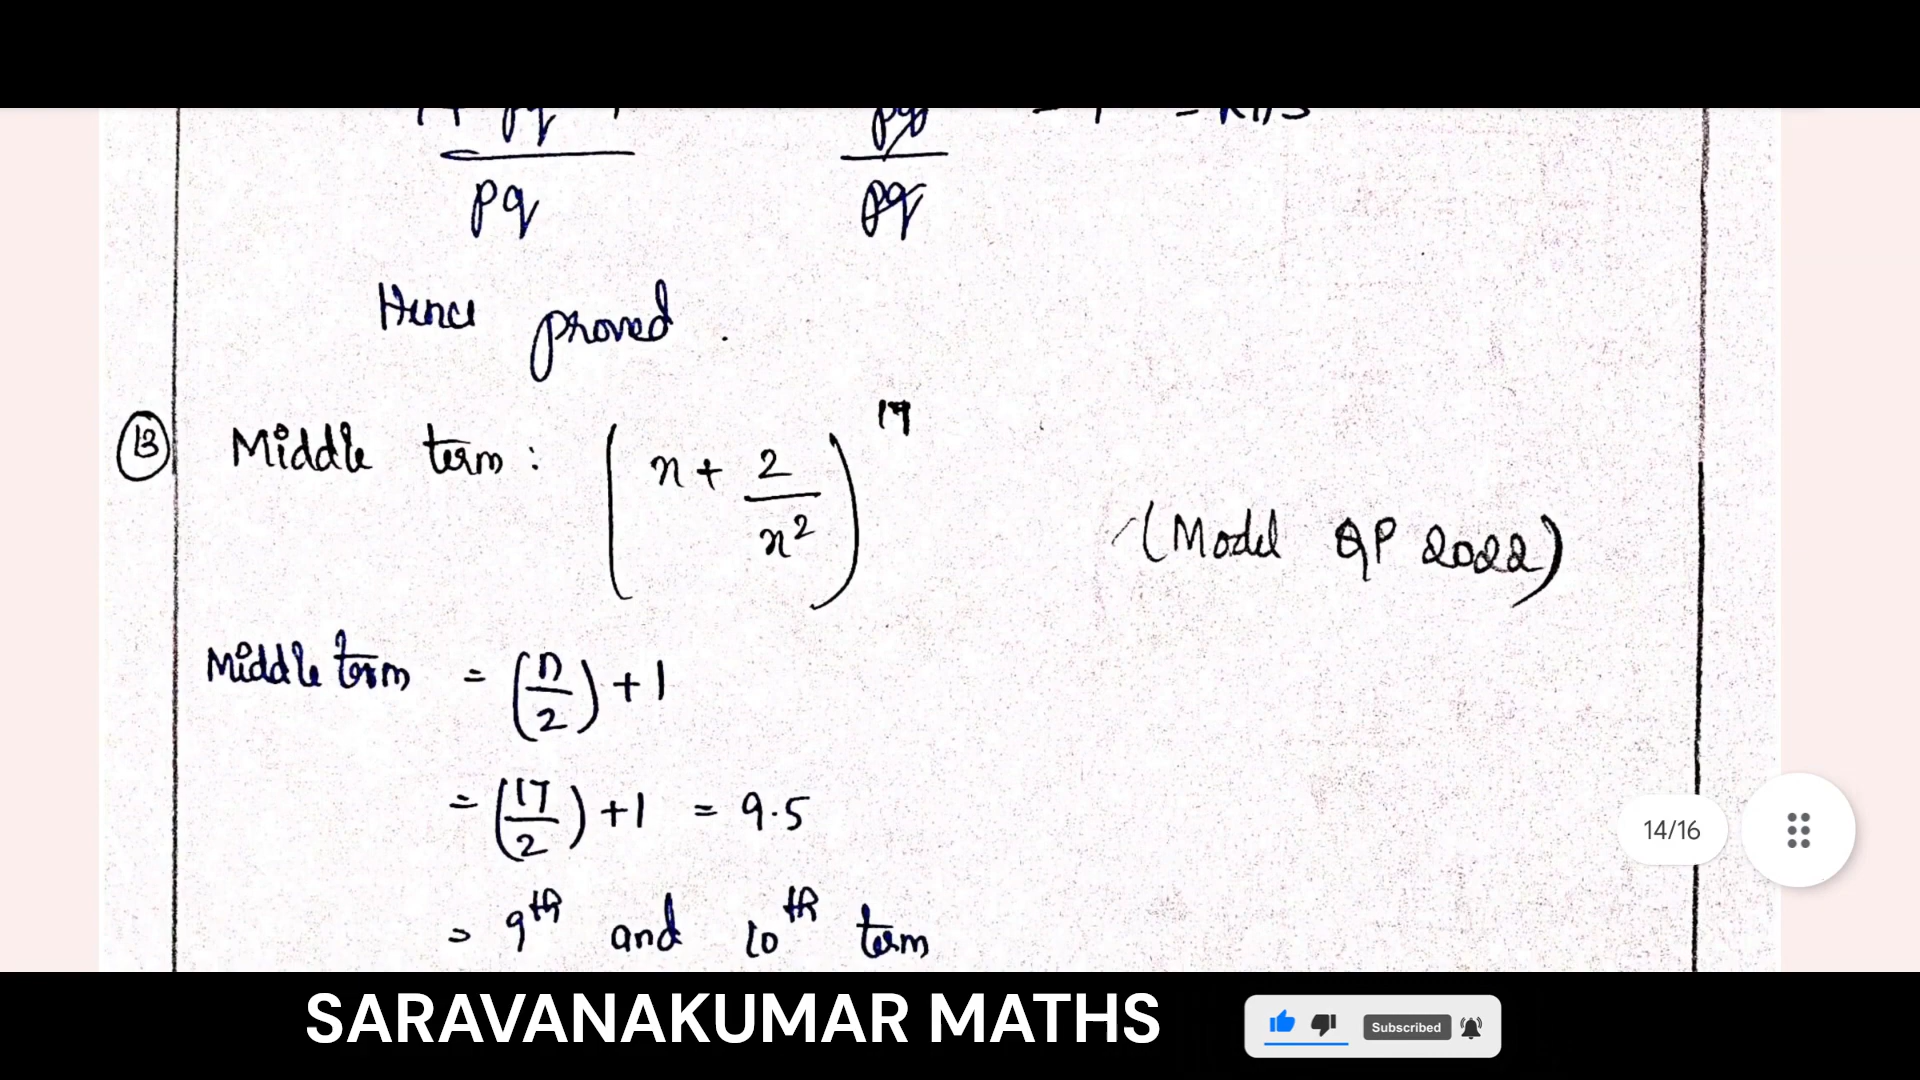 pq pq
Hence proved.
13 Middle term: (x + 2/x²)¹⁷
(Model QP 2022)
Middle term = (n/2) + 1
= (17/2) + 1 = 9.5
= 9th and 10th term
14/16
SARAVANAKUMAR MATHS
Subscribed